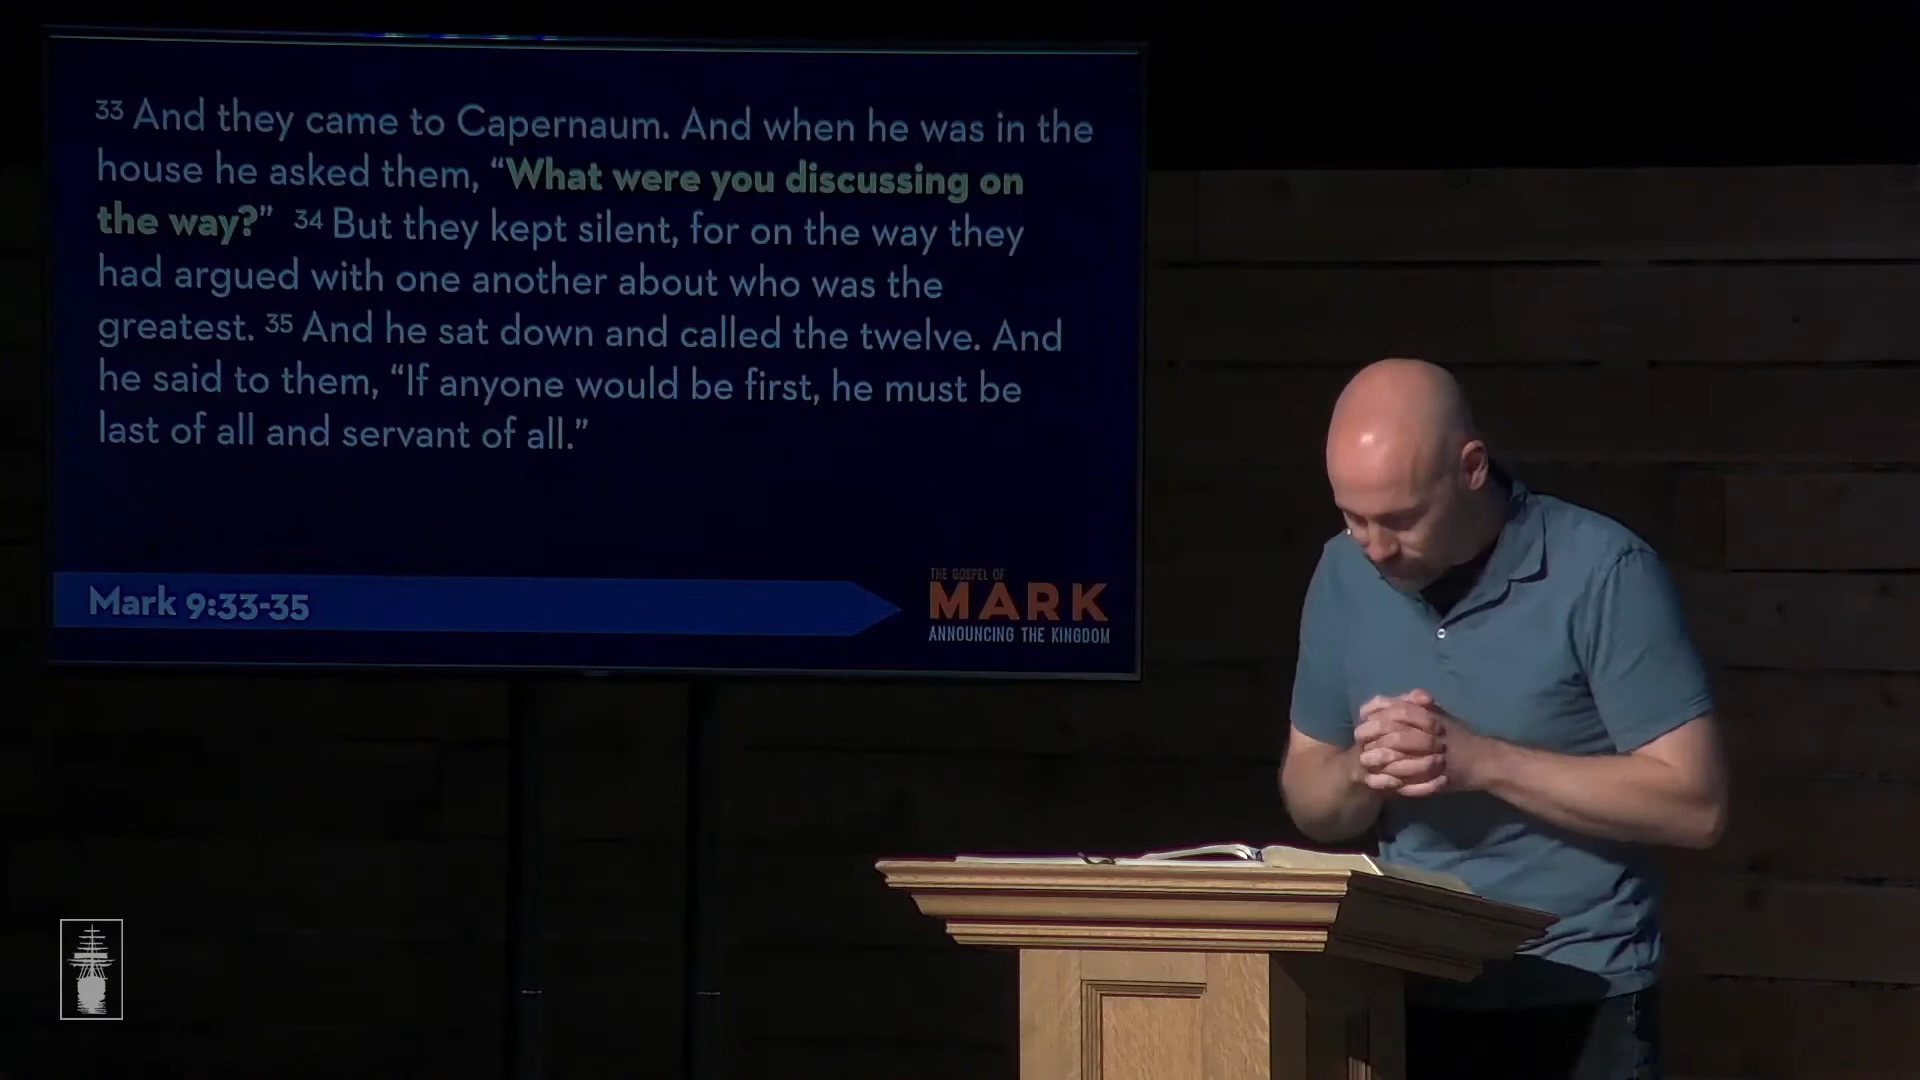 33 And they came to Capernaum. And when he was in the
house he asked them, “What were you discussing on
the way?” 34 But they kept silent, for on the way they
had argued with one another about who was the
greatest. 35 And he sat down and called the twelve. And
he said to them, “If anyone would be first, he must be
last of all and servant of all.”
Mark 9:33-35
THE GOSPEL OF
MARK
ANNOUNCING THE KINGDOM